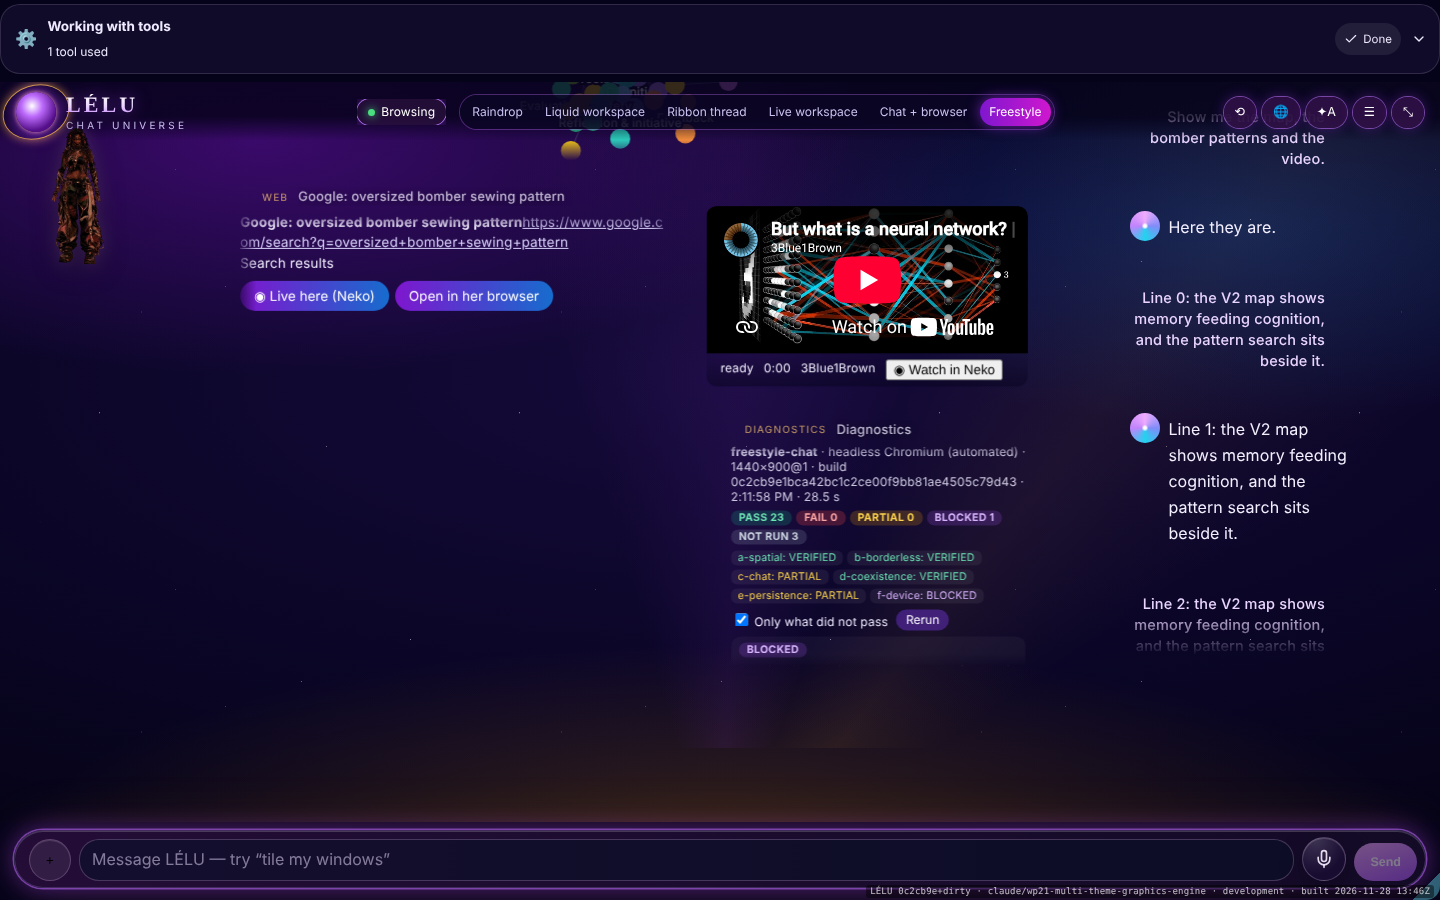 Working with tools
1 tool used
Done
LÉLU
CHAT UNIVERSE
Browsing
Raindrop
Liquid workspace
Ribbon thread
Live workspace
Chat + browser
Freestyle
A
bomber patterns and the
video.
WEB Google: oversized bomber sewing pattern
Google: oversized bomber sewing patternhttps://www.google.c
om/search?q=oversized+bomber+sewing+pattern
Search results
Live here (Neko)
Open in her browser
But what is a neural network? |
3Blue1Brown
3
Watch on YouTube
ready 0:00 3Blue1Brown Watch in Neko
DIAGNOSTICS Diagnostics
freestyle-chat · headless Chromium (automated) ·
1440×900@1 · build
0c2cb9e1bca42bc1c2ce00f9bb81ae4505c79d43 ·
2:11:58 PM · 28.5 s
PASS 23 FAIL 0 PARTIAL 0 BLOCKED 1
NOT RUN 3
a-spatial: VERIFIED b-borderless: VERIFIED
c-chat: PARTIAL d-coexistence: VERIFIED
e-persistence: PARTIAL f-device: BLOCKED
Only what did not pass Rerun
BLOCKED
Here they are.
Line 0: the V2 map shows
memory feeding cognition,
and the pattern search sits
beside it.
Line 1: the V2 map
shows memory feeding
cognition, and the
pattern search sits
beside it.
Line 2: the V2 map shows
memory feeding cognition,
and the pattern search sits
Message LÉLU — try “tile my windows”
Send
LÉLU 0c2cb9e+dirty · claude/wp21-multi-theme-graphics-engine · development · built 2026-11-28 13:46Z